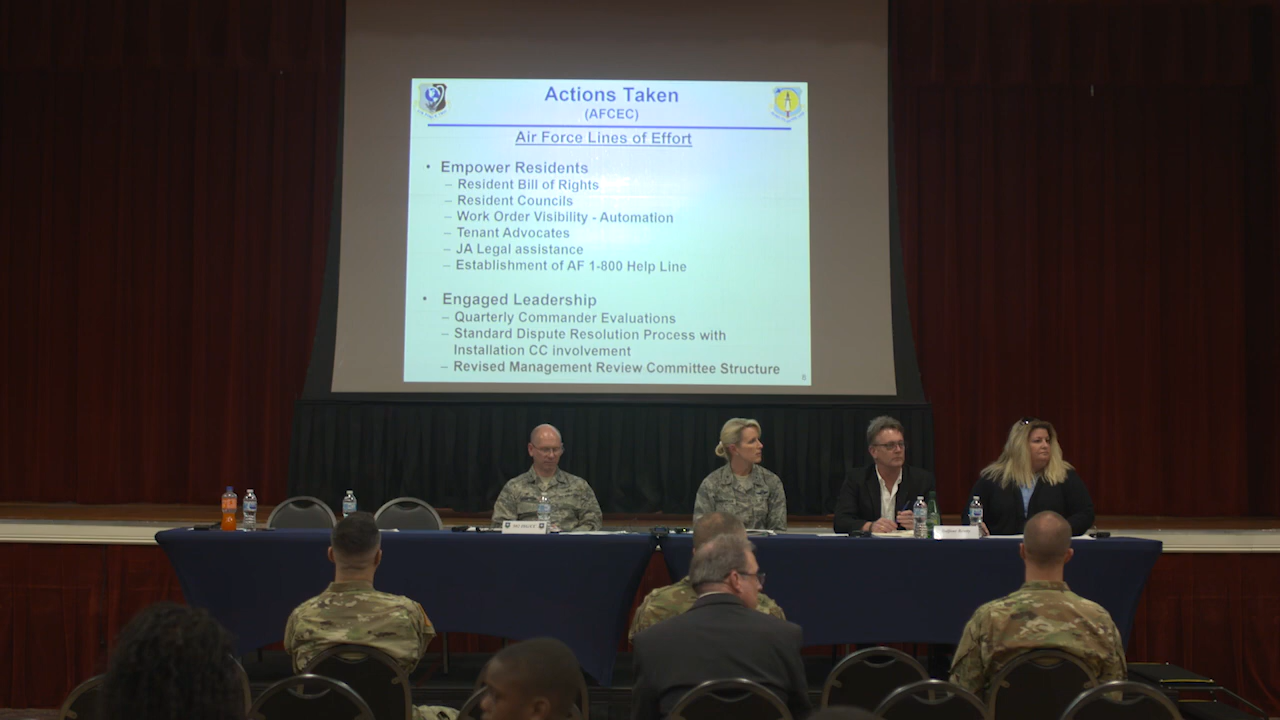 Actions Taken
(AFCEC)
Air Force Lines of Effort
• Empower Residents
– Resident Bill of Rights
– Resident Councils
– Work Order Visibility - Automation
– Tenant Advocates
– JA Legal assistance
– Establishment of AF 1-800 Help Line
• Engaged Leadership
– Quarterly Commander Evaluations
– Standard Dispute Resolution Process with
Installation CC involvement
– Revised Management Review Committee Structure
8